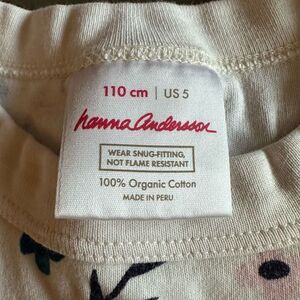 110 cm | US 5
hanna andersson
WEAR SNUG-FITTING,
NOT FLAME RESISTANT
100% Organic Cotton
MADE IN PERU